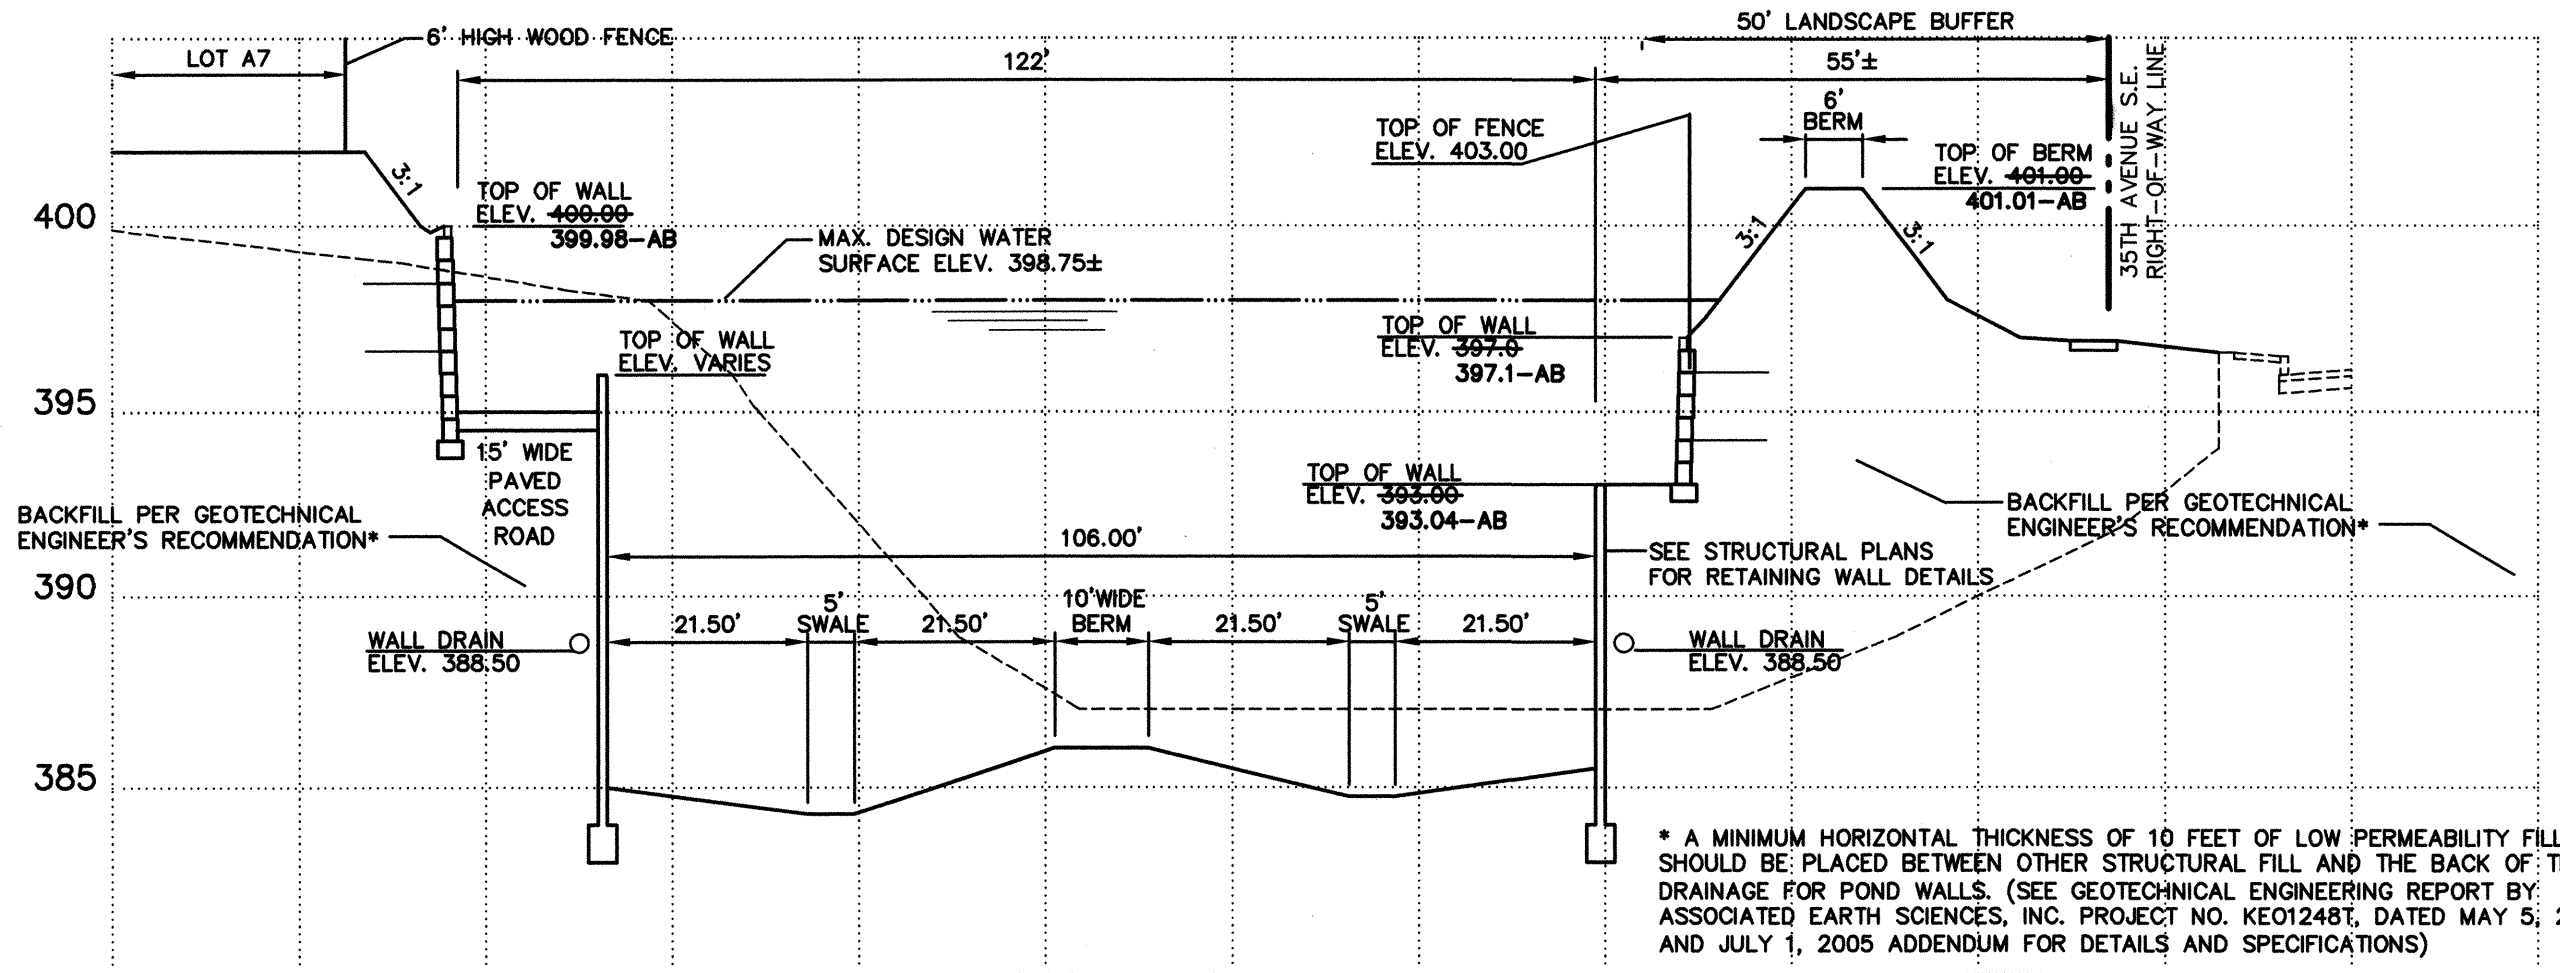 50' LANDSCAPE BUFFER
6' HIGH WOOD FENCE
LOT A7
122'
55'±
35TH AVENUE S.E.
RIGHT-OF-WAY LINE
6'
BERM
TOP OF FENCE
ELEV. 403.00
TOP OF BERM
ELEV. 401.00
401.01-AB
3:1
3:1
3:1
TOP OF WALL
ELEV. 400.00
399.98-AB
400
MAX. DESIGN WATER
SURFACE ELEV. 398.75±
TOP OF WALL
ELEV. VARIES
TOP OF WALL
ELEV. 397.0
397.1-AB
395
15' WIDE
PAVED
ACCESS
ROAD
TOP OF WALL
ELEV. 393.00
393.04-AB
BACKFILL PER GEOTECHNICAL
ENGINEER'S RECOMMENDATION*
BACKFILL PER GEOTECHNICAL
ENGINEER'S RECOMMENDATION*
106.00'
SEE STRUCTURAL PLANS
FOR RETAINING WALL DETAILS
390
21.50'
5'
SWALE
21.50'
10'WIDE
BERM
21.50'
5'
SWALE
21.50'
WALL DRAIN
ELEV. 388.50
WALL DRAIN
ELEV. 388.50
385
* A MINIMUM HORIZONTAL THICKNESS OF 10 FEET OF LOW PERMEABILITY FILL
SHOULD BE PLACED BETWEEN OTHER STRUCTURAL FILL AND THE BACK OF
DRAINAGE FOR POND WALLS. (SEE GEOTECHNICAL ENGINEERING REPORT BY
ASSOCIATED EARTH SCIENCES, INC. PROJECT NO. KE01248T, DATED MAY 5,
AND JULY 1, 2005 ADDENDUM FOR DETAILS AND SPECIFICATIONS)